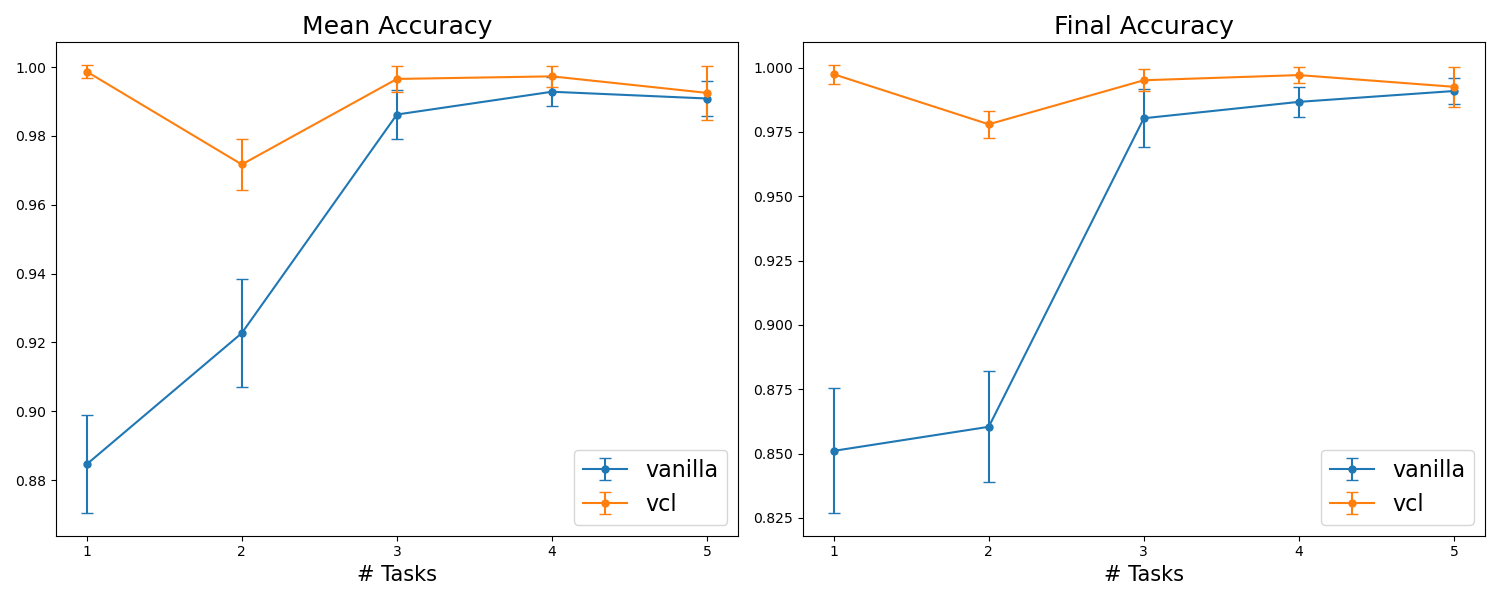 Mean Accuracy
1.00
0.98
0.96
0.94
0.92
0.90
0.88
1 2 3 4 5
# Tasks
vanilla
vcl
Final Accuracy
1.000
0.975
0.950
0.925
0.900
0.875
0.850
0.825
1 2 3 4 5
# Tasks
vanilla
vcl